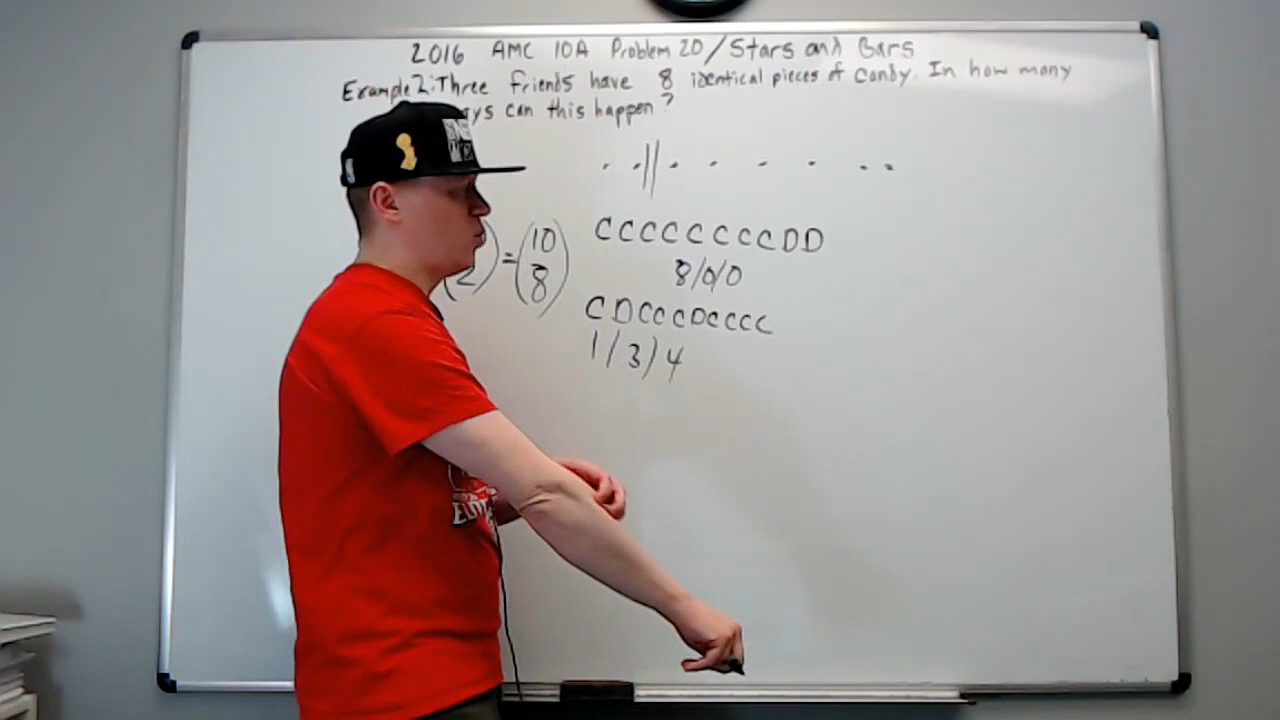 2016 AMC 10A Problem 20/Stars and Bars
Example 2: Three friends have 8 identical pieces of candy. In how many
can this happen?
. . || . . . . . .
CCCCCCCCDD
2) = (10
8)
8/0/0
CDCCCDCCCC
1/3/4